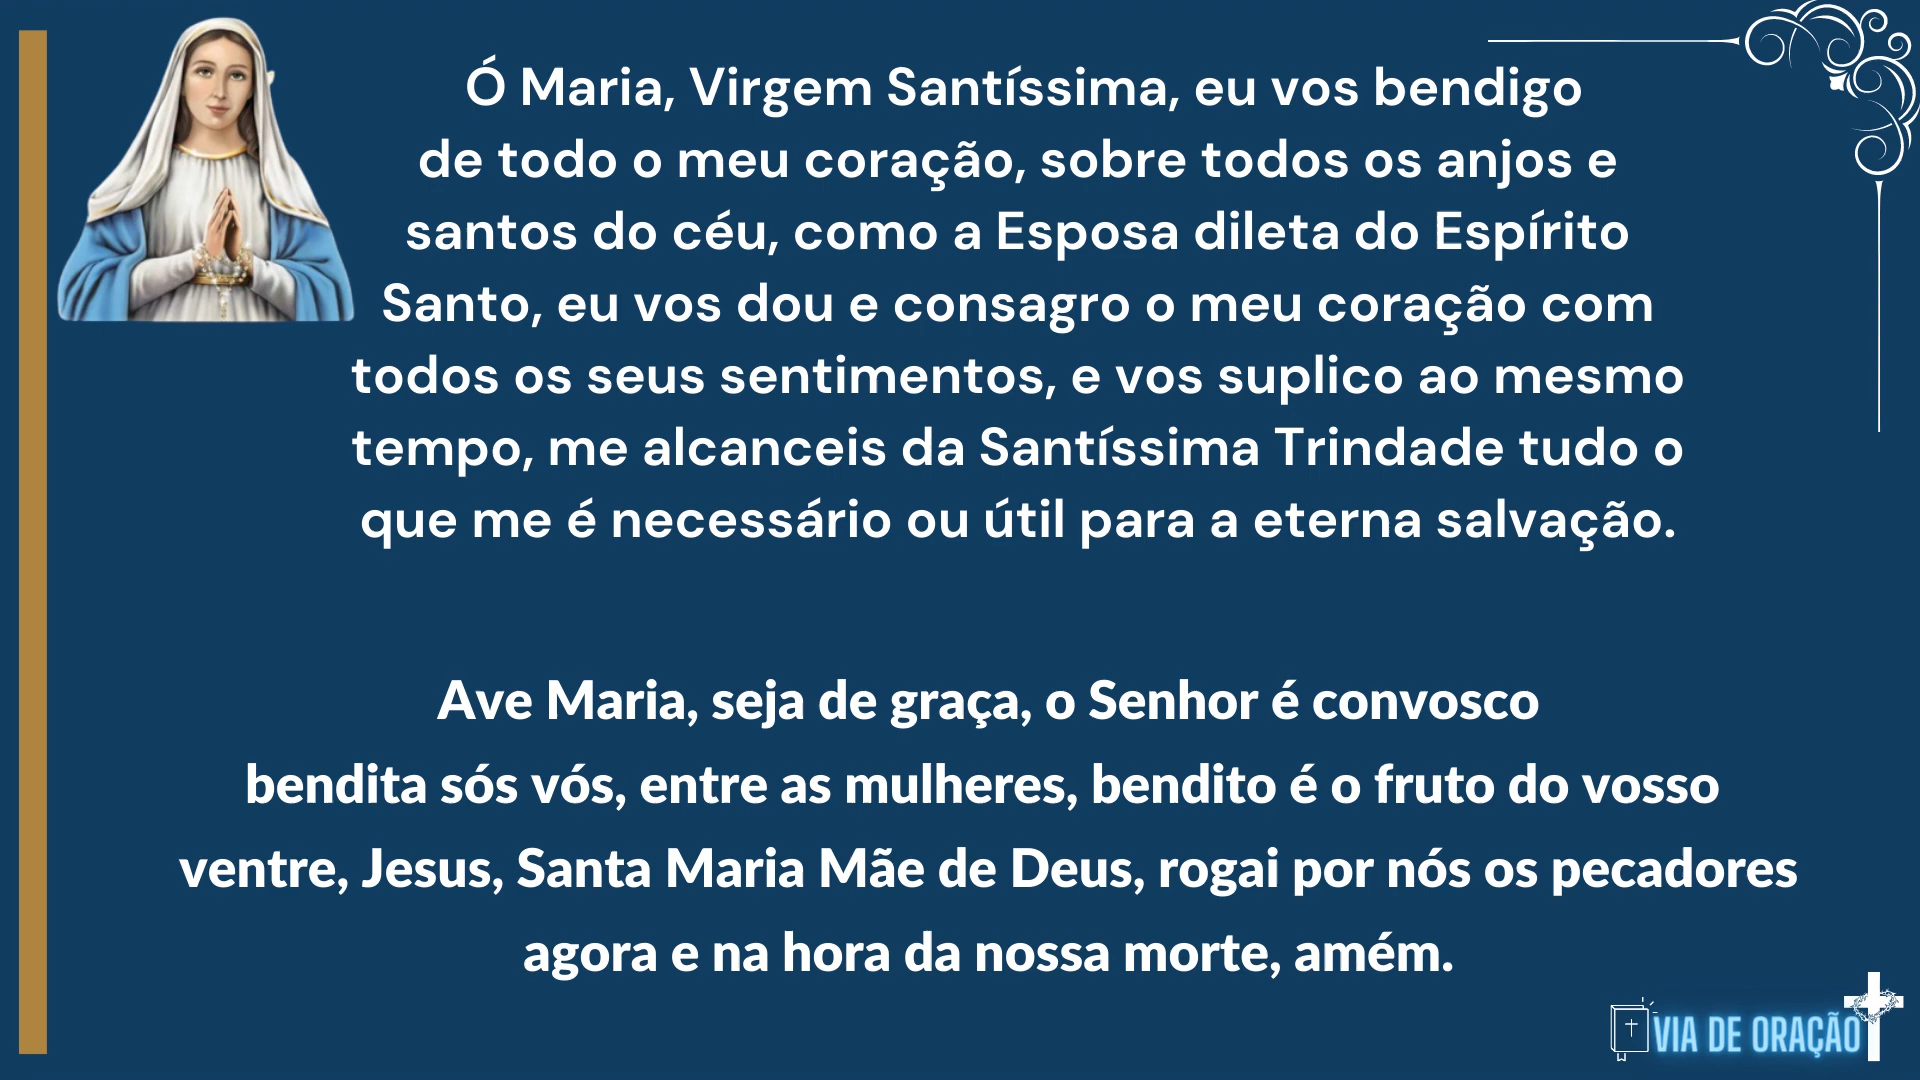 Ó Maria, Virgem Santíssima, eu vos bendigo
de todo o meu coração, sobre todos os anjos e
santos do céu, como a Esposa dileta do Espírito
Santo, eu vos dou e consagro o meu coração com
todos os seus sentimentos, e vos suplico ao mesmo
tempo, me alcanceis da Santíssima Trindade tudo o
que me é necessário ou útil para a eterna salvação.
Ave Maria, seja de graça, o Senhor é convosco
bendita sós vós, entre as mulheres, bendito é o fruto do vosso
ventre, Jesus, Santa Maria Mãe de Deus, rogai por nós os pecadores
agora e na hora da nossa morte, amém.
VIA DE ORAÇÃO